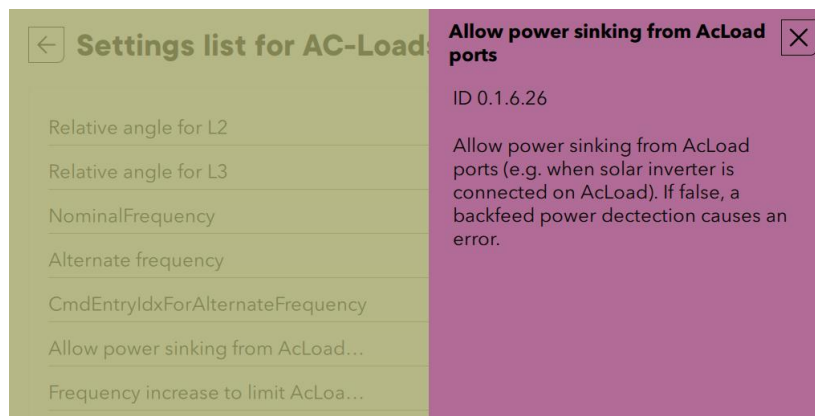 Settings list for AC-Load
Relative angle for L2
Relative angle for L3
NominalFrequency
Alternate frequency
CmdEntryIdxForAlternateFrequency
Allow power sinking from AcLoad...
Frequency increase to limit AcLoa...
Allow power sinking from AcLoad
ports
ID 0.1.6.26
Allow power sinking from AcLoad
ports (e.g. when solar inverter is
connected on AcLoad). If false, a
backfeed power dectection causes an
error.